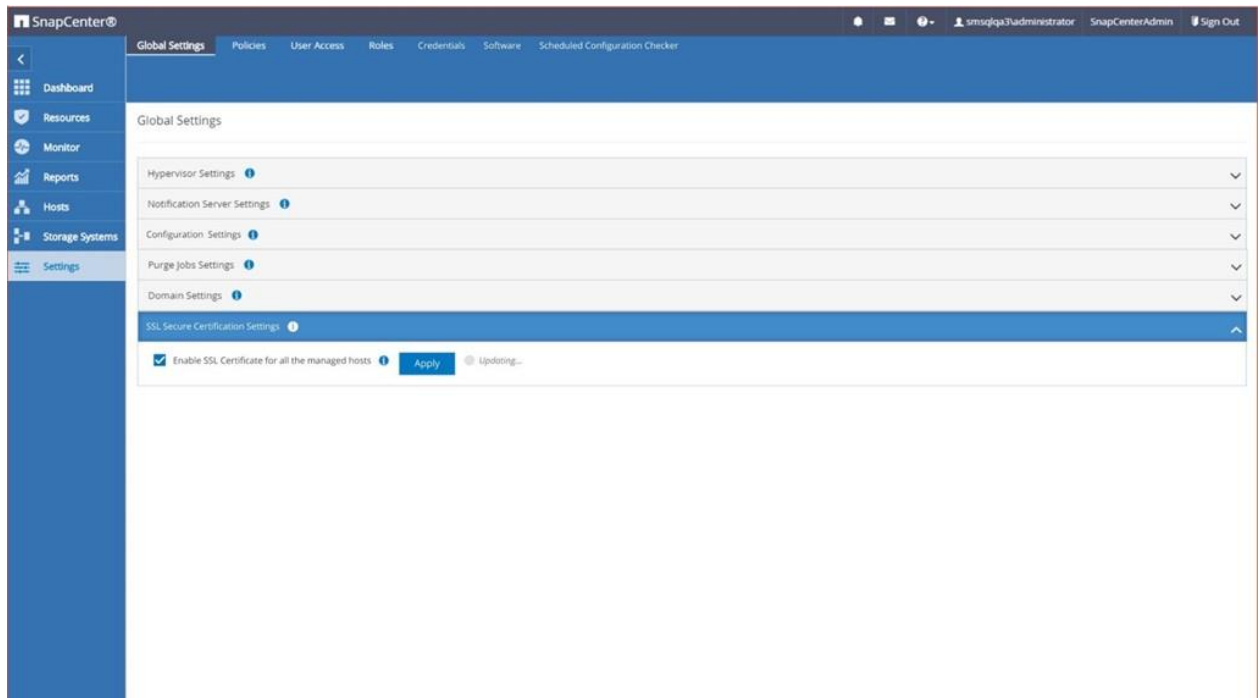 SnapCenter®
smsqlqa3\administrator SnapCenterAdmin Sign Out
Global Settings Policies User Access Roles Credentials Software Scheduled Configuration Checker
Dashboard
Resources
Monitor
Reports
Hosts
Storage Systems
Settings
Global Settings
Hypervisor Settings
Notification Server Settings
Configuration Settings
Purge Jobs Settings
Domain Settings
SSL Secure Certification Settings
Enable SSL Certificate for all the managed hosts Apply Updating...